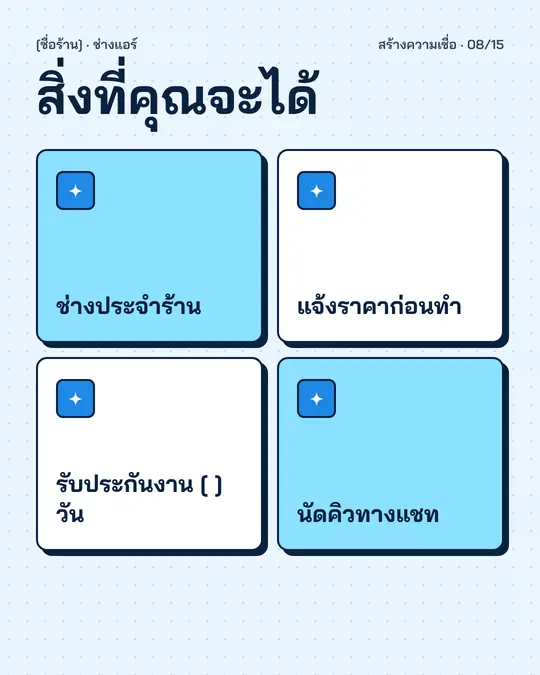 [ชื่อร้าน] · ช่างแอร์
สร้างความเชื่อ · 08/15
สิ่งที่คุณจะได้
ช่างประจำร้าน
แจ้งราคาก่อนทำ
รับประกันงาน [ ]
วัน
นัดคิวทางแชท